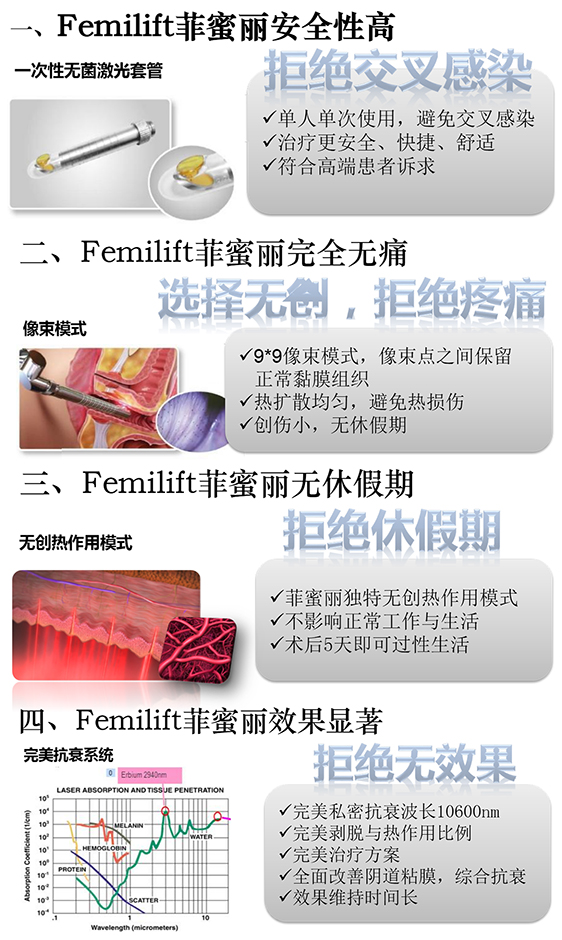 一、Femilift菲蜜丽安全性高
一次性无菌激光套管
拒绝交叉感染
✓单人单次使用，避免交叉感染
✓治疗更安全、快捷、舒适
✓符合高端患者诉求
二、Femilift菲蜜丽完全无痛
选择无创，拒绝疼痛
像束模式
✓9*9像束模式，像束点之间保留
正常黏膜组织
✓热扩散均匀，避免热损伤
✓创伤小，无休假期
三、Femilift菲蜜丽无休假期
拒绝休假期
无创热作用模式
✓菲蜜丽独特无创热作用模式
✓不影响正常工作与生活
✓术后5天即可过性生活
四、Femilift菲蜜丽效果显著
完美抗衰系统
拒绝无效果
0 Erbium 2940nm
LASER ABSORPTION AND TISSUE PENETRATION
Absorption Coefficient (1/cm)
10⁵
10⁴
10³
10²
10¹
10⁰
10⁻¹
10⁻²
10⁻³
10⁻⁴
MELANIN
HEMOGLOBIN
WATER
PROTEIN
SCATTER
.1 1 10
Wavelength (micrometers)
✓完美私密抗衰波长10600nm
✓完美剥脱与热作用比例
✓完美治疗方案
✓全面改善阴道粘膜，综合抗衰
✓效果维持时间长